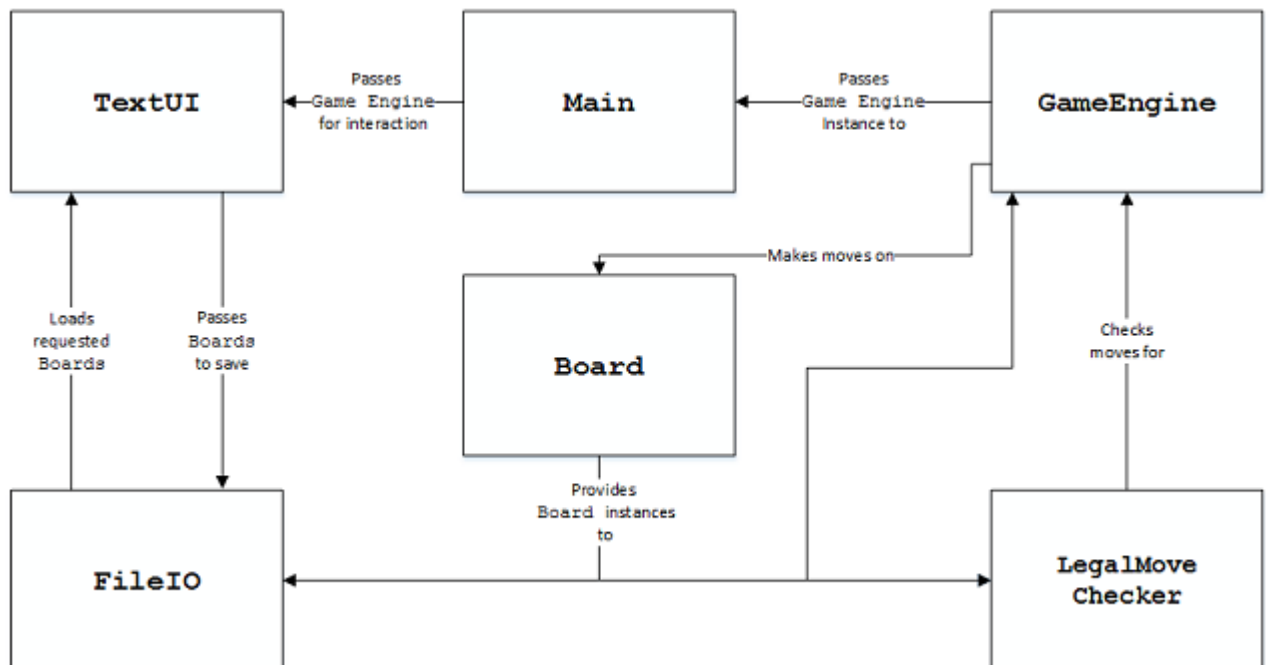 TextUI
Passes
Game Engine
for interaction
Main
Passes
Game Engine
Instance to
GameEngine
Makes moves on
Loads
requested
Boards
Passes
Boards
to save
Board
Checks
moves for
Provides
Board instances
to
FileIO
LegalMove
Checker